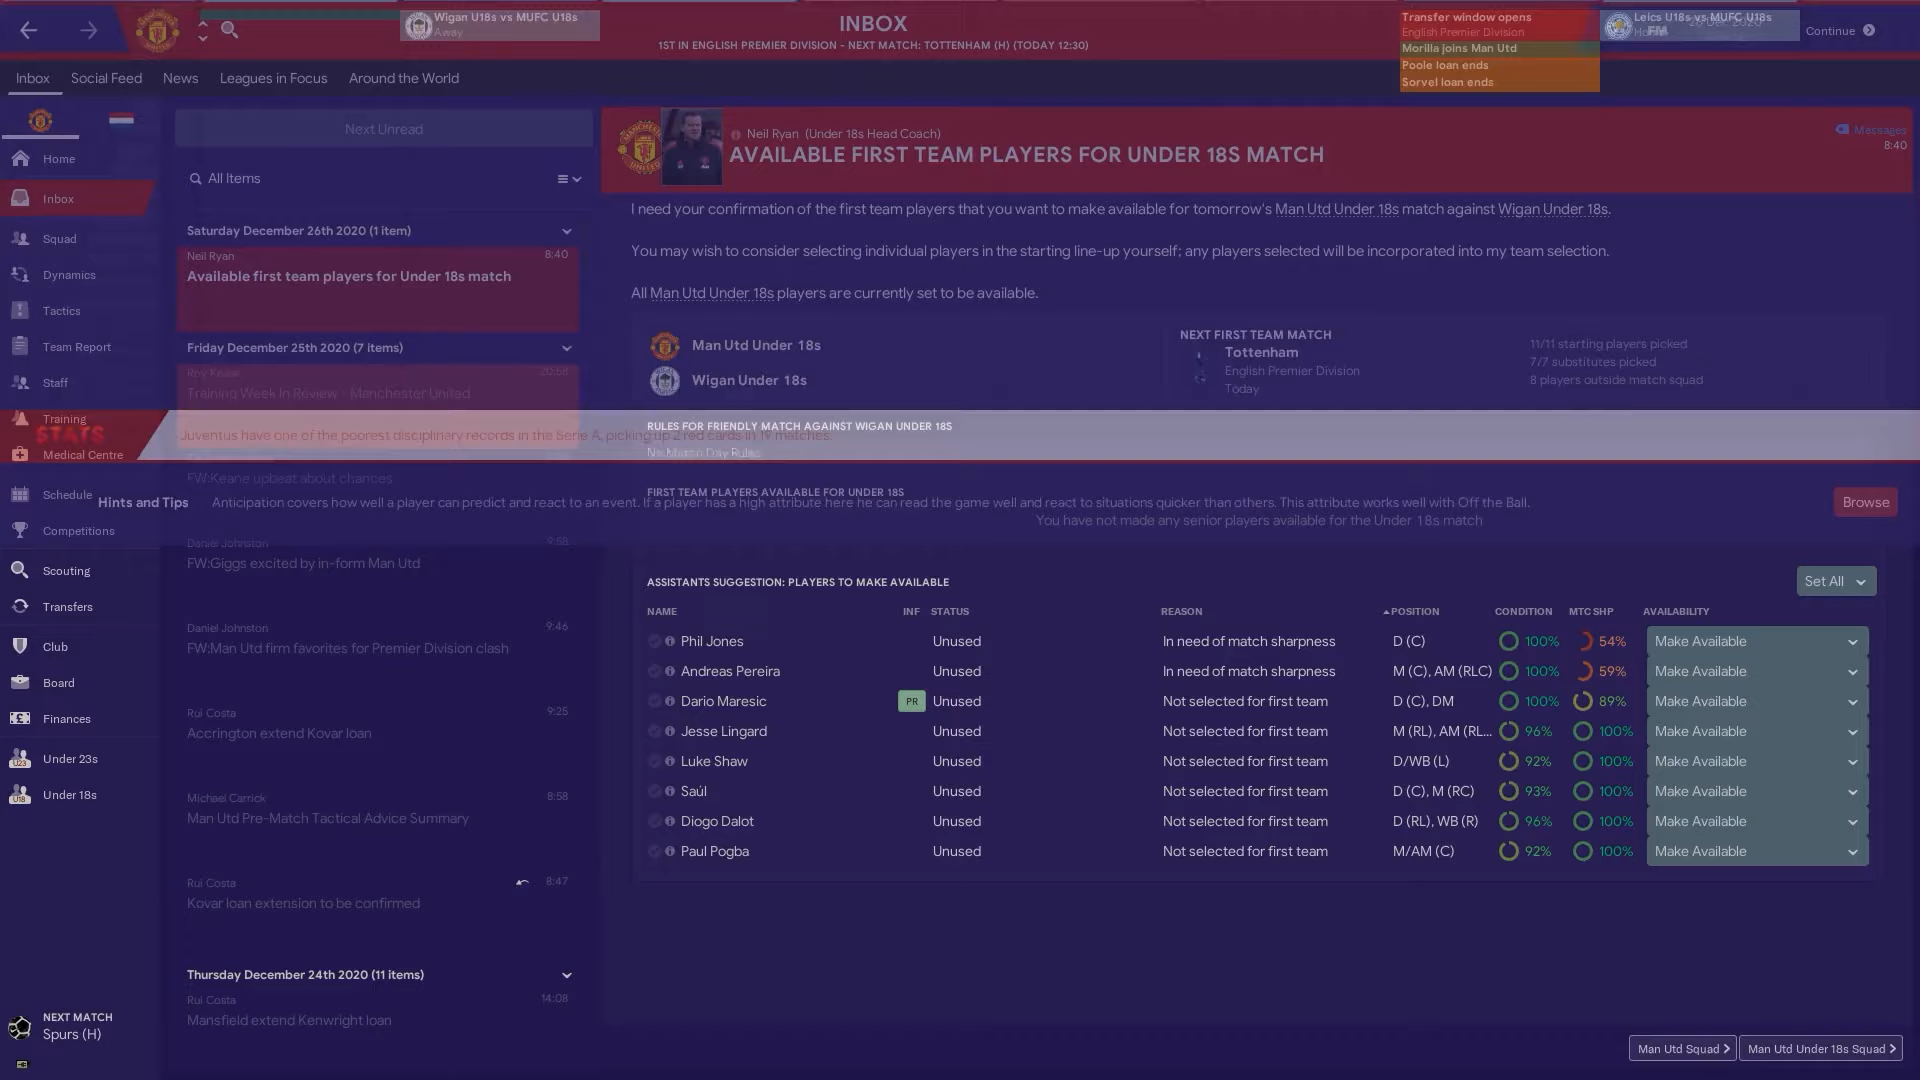 Wigan U18s vs MUFC U18s
Away
INBOX
1ST IN ENGLISH PREMIER DIVISION - NEXT MATCH: TOTTENHAM (H) (TODAY 12:30)
Transfer window opens
English Premier Division
Morilla joins Man Utd
Poole loan ends
Sorvel loan ends
Leics U18s vs MUFC U18s
FM
Continue
Inbox
Social Feed
News
Leagues in Focus
Around the World
Home
Inbox
Squad
Dynamics
Tactics
Team Report
Staff
Training
STATS
Medical Centre
Schedule
Competitions
Scouting
Transfers
Club
Board
Finances
U23
Under 23s
U18
Under 18s
NEXT MATCH
Spurs (H)
Next Unread
All Items
Saturday December 26th 2020 (1 item)
Neil Ryan 8:40
Available first team players for Under 18s match
Friday December 25th 2020 (7 items)
Roy Keane 20:58
Training Week In Review - Manchester United
Juventus have one of the poorest disciplinary records in the Serie A, picking up 2 red cards in 19 matches.
FW:Keane upbeat about chances
Hints and Tips
Anticipation covers how well a player can predict and react to an event. If a player has a high attribute here he can read the game well and react to situations quicker than others. This attribute works well with Off the Ball.
Browse
Daniel Johnston 9:58
FW:Giggs excited by in-form Man Utd
Daniel Johnston 9:46
FW:Man Utd firm favorites for Premier Division clash
Rui Costa 9:25
Accrington extend Kovar loan
Michael Carrick 8:58
Man Utd Pre-Match Tactical Advice Summary
Rui Costa 8:47
Kovar loan extension to be confirmed
Thursday December 24th 2020 (11 items)
Rui Costa 14:08
Mansfield extend Kenwright loan
Neil Ryan (Under 18s Head Coach)
AVAILABLE FIRST TEAM PLAYERS FOR UNDER 18S MATCH
Messages
8:40
I need your confirmation of the first team players that you want to make available for tomorrow's Man Utd Under 18s match against Wigan Under 18s.
You may wish to consider selecting individual players in the starting line-up yourself; any players selected will be incorporated into my team selection.
All Man Utd Under 18s players are currently set to be available.
Man Utd Under 18s
Wigan Under 18s
NEXT FIRST TEAM MATCH
Tottenham
English Premier Division
Today
11/11 starting players picked
7/7 substitutes picked
8 players outside match squad
RULES FOR FRIENDLY MATCH AGAINST WIGAN UNDER 18S
No Match Day Rules
FIRST TEAM PLAYERS AVAILABLE FOR UNDER 18S
You have not made any senior players available for the Under 18s match
ASSISTANTS SUGGESTION: PLAYERS TO MAKE AVAILABLE
Set All
NAME INF STATUS REASON POSITION CONDITION MTC SHP AVAILABILITY
Phil Jones Unused In need of match sharpness D (C) 100% 54% Make Available
Andreas Pereira Unused In need of match sharpness M (C), AM (RLC) 100% 59% Make Available
Dario Maresic PR Unused Not selected for first team D (C), DM 100% 89% Make Available
Jesse Lingard Unused Not selected for first team M (RL), AM (RL... 96% 100% Make Available
Luke Shaw Unused Not selected for first team D/WB (L) 92% 100% Make Available
Saúl Unused Not selected for first team D (C), M (RC) 93% 100% Make Available
Diogo Dalot Unused Not selected for first team D (RL), WB (R) 96% 100% Make Available
Paul Pogba Unused Not selected for first team M/AM (C) 92% 100% Make Available
Man Utd Squad
Man Utd Under 18s Squad